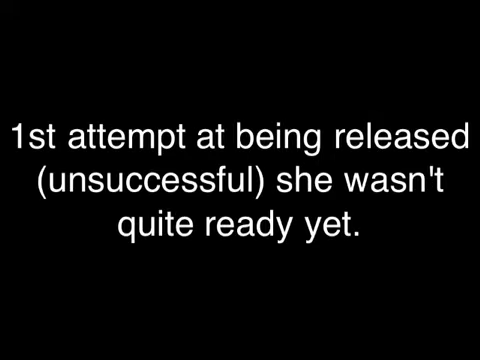 1st attempt at being released
(unsuccessful) she wasn't
quite ready yet.